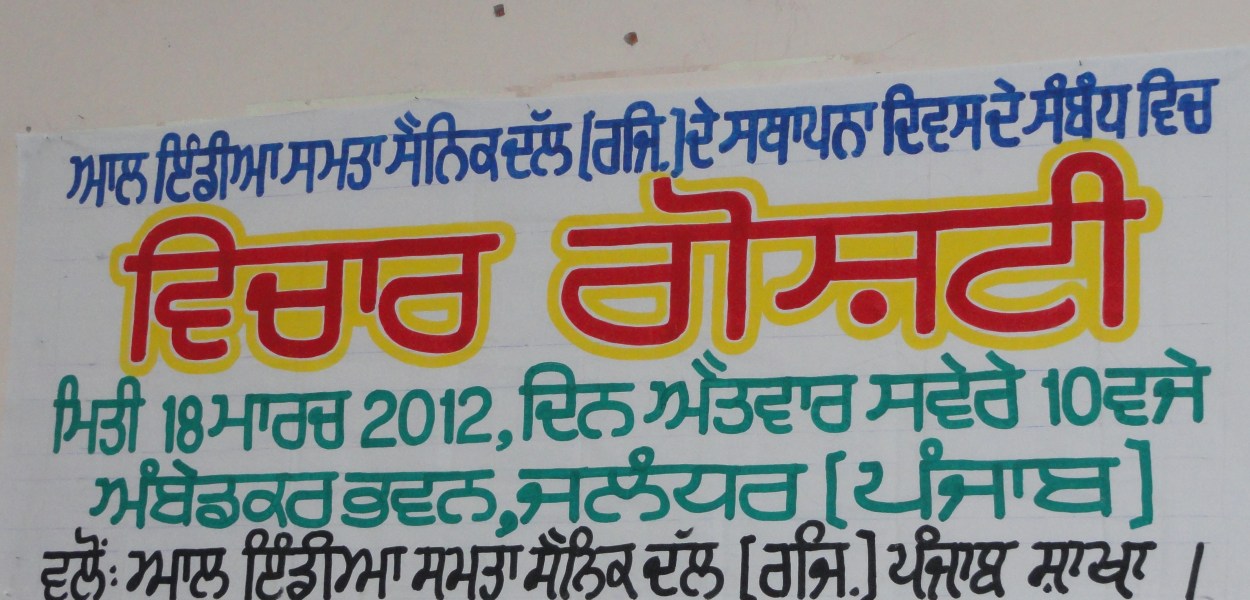 ਆਲ ਇੰਡੀਆ ਸਮਤਾ ਸੈਨਿਕ ਦੱਲ [ਰਜਿ.] ਦੇ ਸਥਾਪਨਾ ਦਿਵਸ ਦੇ ਸੰਬੰਧ ਵਿਚ
ਵਿਚਾਰ ਗੋਸ਼ਟੀ
ਮਿਤੀ 18 ਮਾਰਚ 2012, ਦਿਨ ਐਤਵਾਰ ਸਵੇਰੇ 10 ਵਜੇ
ਅੰਬੇਡਕਰ ਭਵਨ, ਜਲੰਧਰ [ਪੰਜਾਬ]
ਵਲੋਂ: ਆਲ ਇੰਡੀਆ ਸਮਤਾ ਸੈਨਿਕ ਦੱਲ [ਰਜਿ.] ਪੰਜਾਬ ਸ਼ਾਖਾ ।